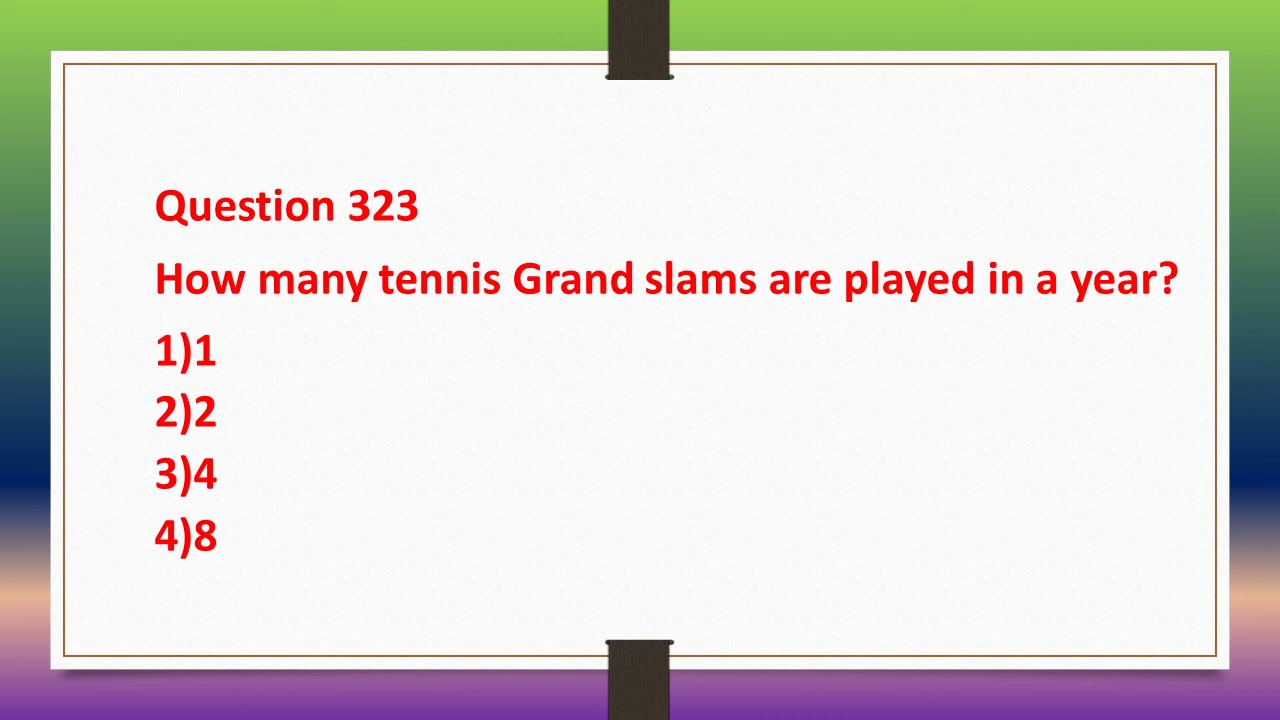 Question 323
How many tennis Grand slams are played in a year?
1)1
2)2
3)4
4)8